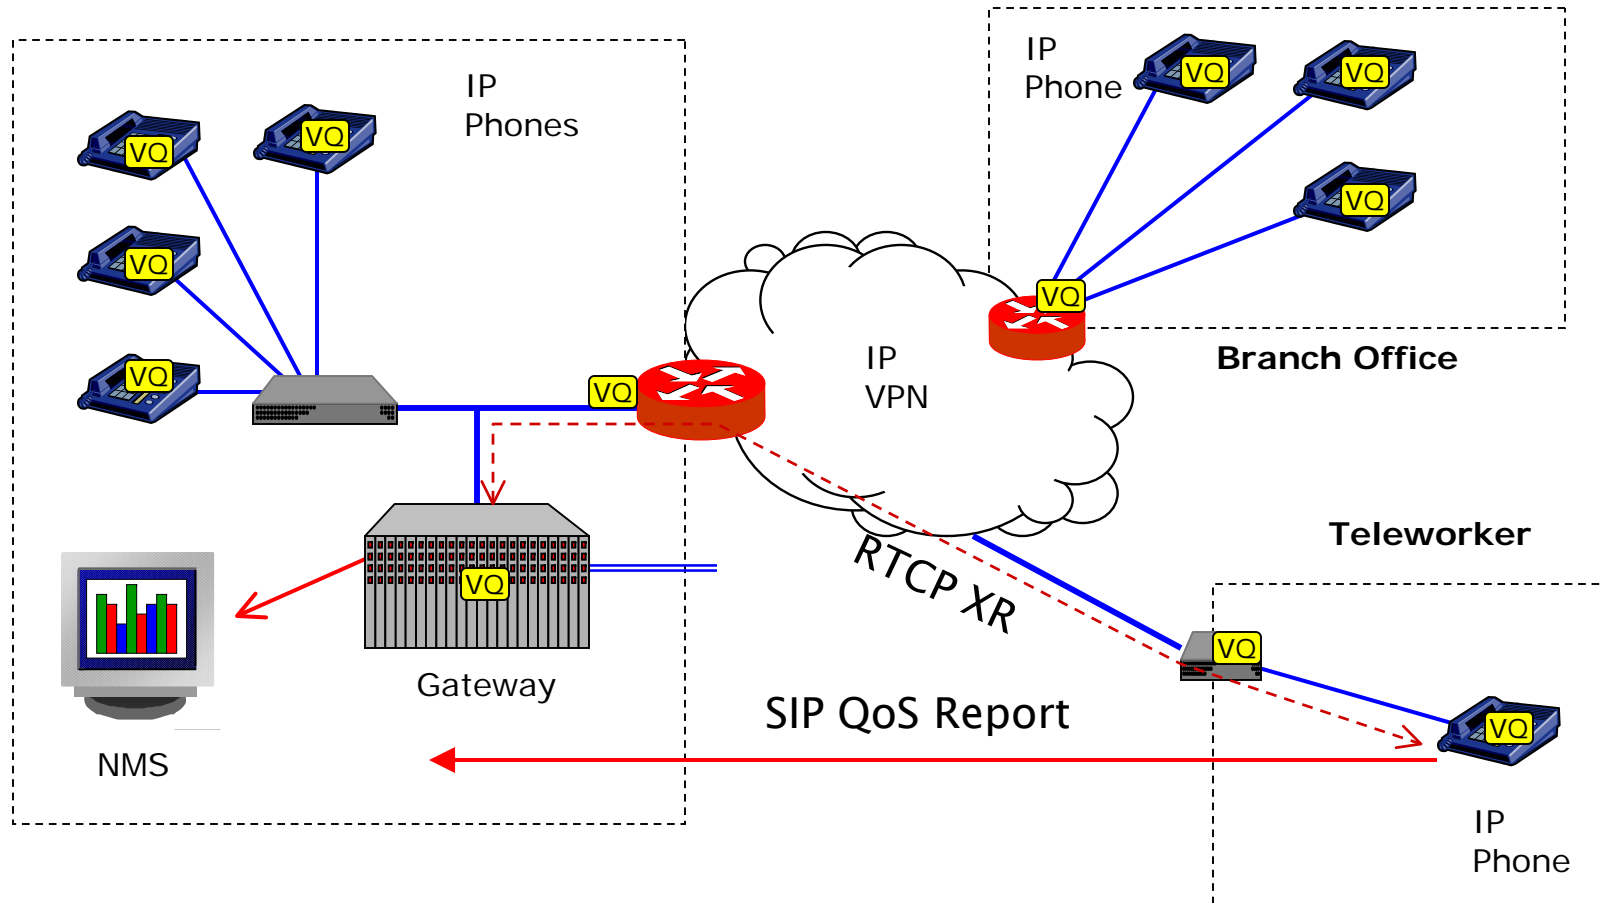 IP
Phones
VQ
VQ
VQ
VQ
VQ
IP
Phone
VQ
VQ
VQ
VQ
Branch Office
IP
VPN
RTCP XR
VQ
Gateway
NMS
SIP QoS Report
Teleworker
VQ
VQ
IP
Phone